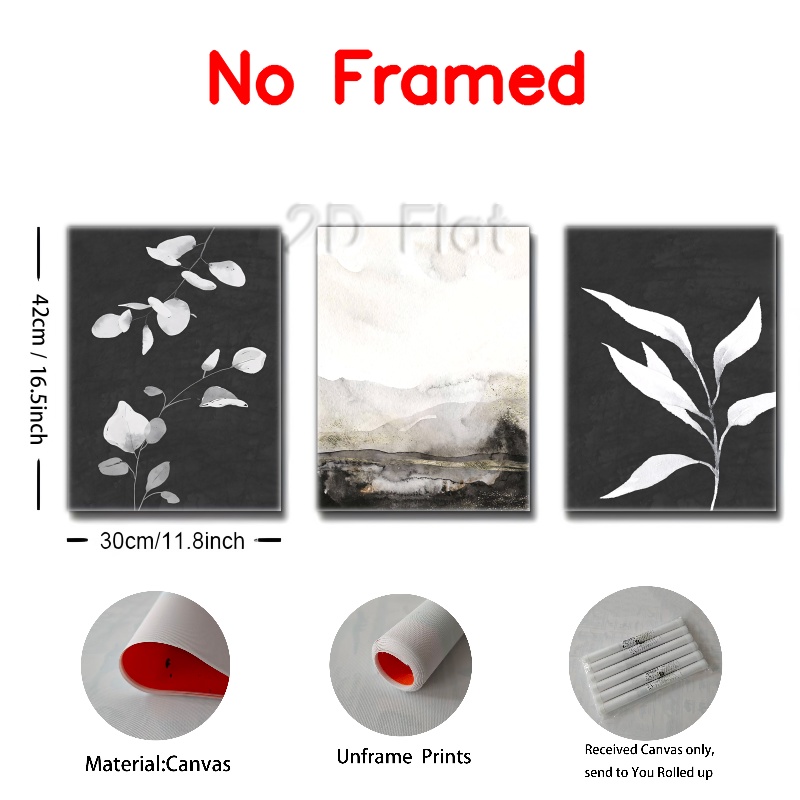 No Framed
2D Flat
42cm / 16.5inch
30cm/11.8inch
Material:Canvas
Unframe Prints
Received Canvas only,
send to You Rolled up